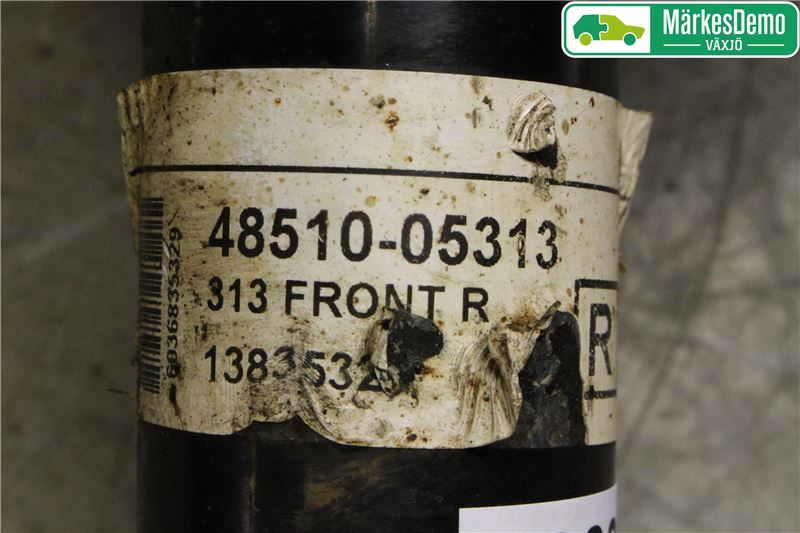 MärkesDemo
VÄXJÖ
48510-05313
313 FRONT R
R